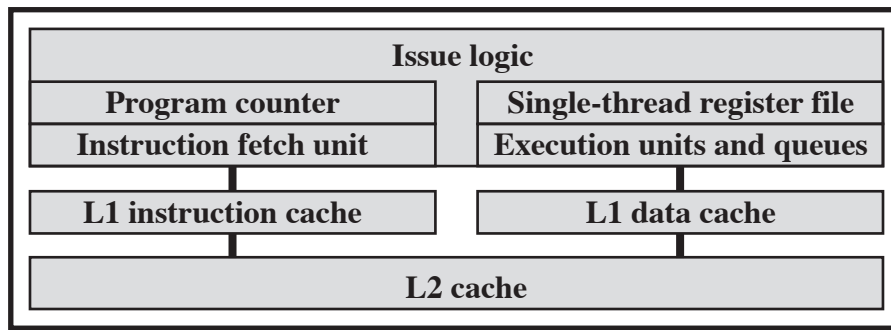 Issue logic
Program counter
Single-thread register file
Instruction fetch unit
Execution units and queues
L1 instruction cache
L1 data cache
L2 cache